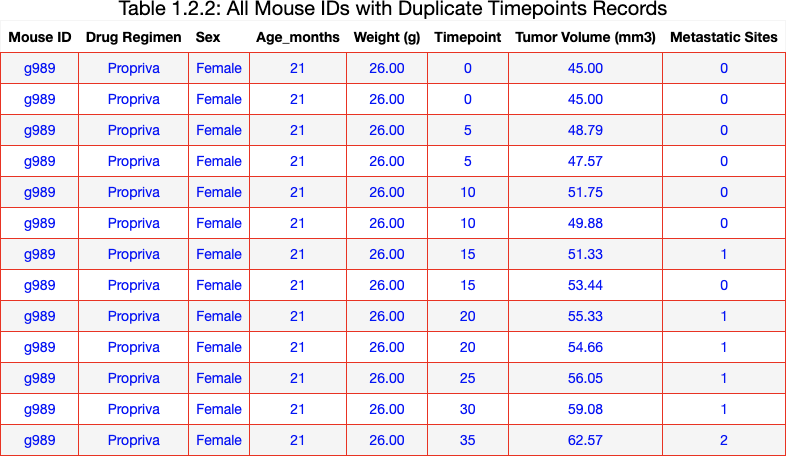 Table 1.2.2: All Mouse IDs with Duplicate Timepoints Records
Mouse ID Drug Regimen Sex Age_months Weight (g) Timepoint Tumor Volume (mm3) Metastatic Sites
g989 Propriva Female 21 26.00 0 45.00 0
g989 Propriva Female 21 26.00 0 45.00 0
g989 Propriva Female 21 26.00 5 48.79 0
g989 Propriva Female 21 26.00 5 47.57 0
g989 Propriva Female 21 26.00 10 51.75 0
g989 Propriva Female 21 26.00 10 49.88 0
g989 Propriva Female 21 26.00 15 51.33 1
g989 Propriva Female 21 26.00 15 53.44 0
g989 Propriva Female 21 26.00 20 55.33 1
g989 Propriva Female 21 26.00 20 54.66 1
g989 Propriva Female 21 26.00 25 56.05 1
g989 Propriva Female 21 26.00 30 59.08 1
g989 Propriva Female 21 26.00 35 62.57 2